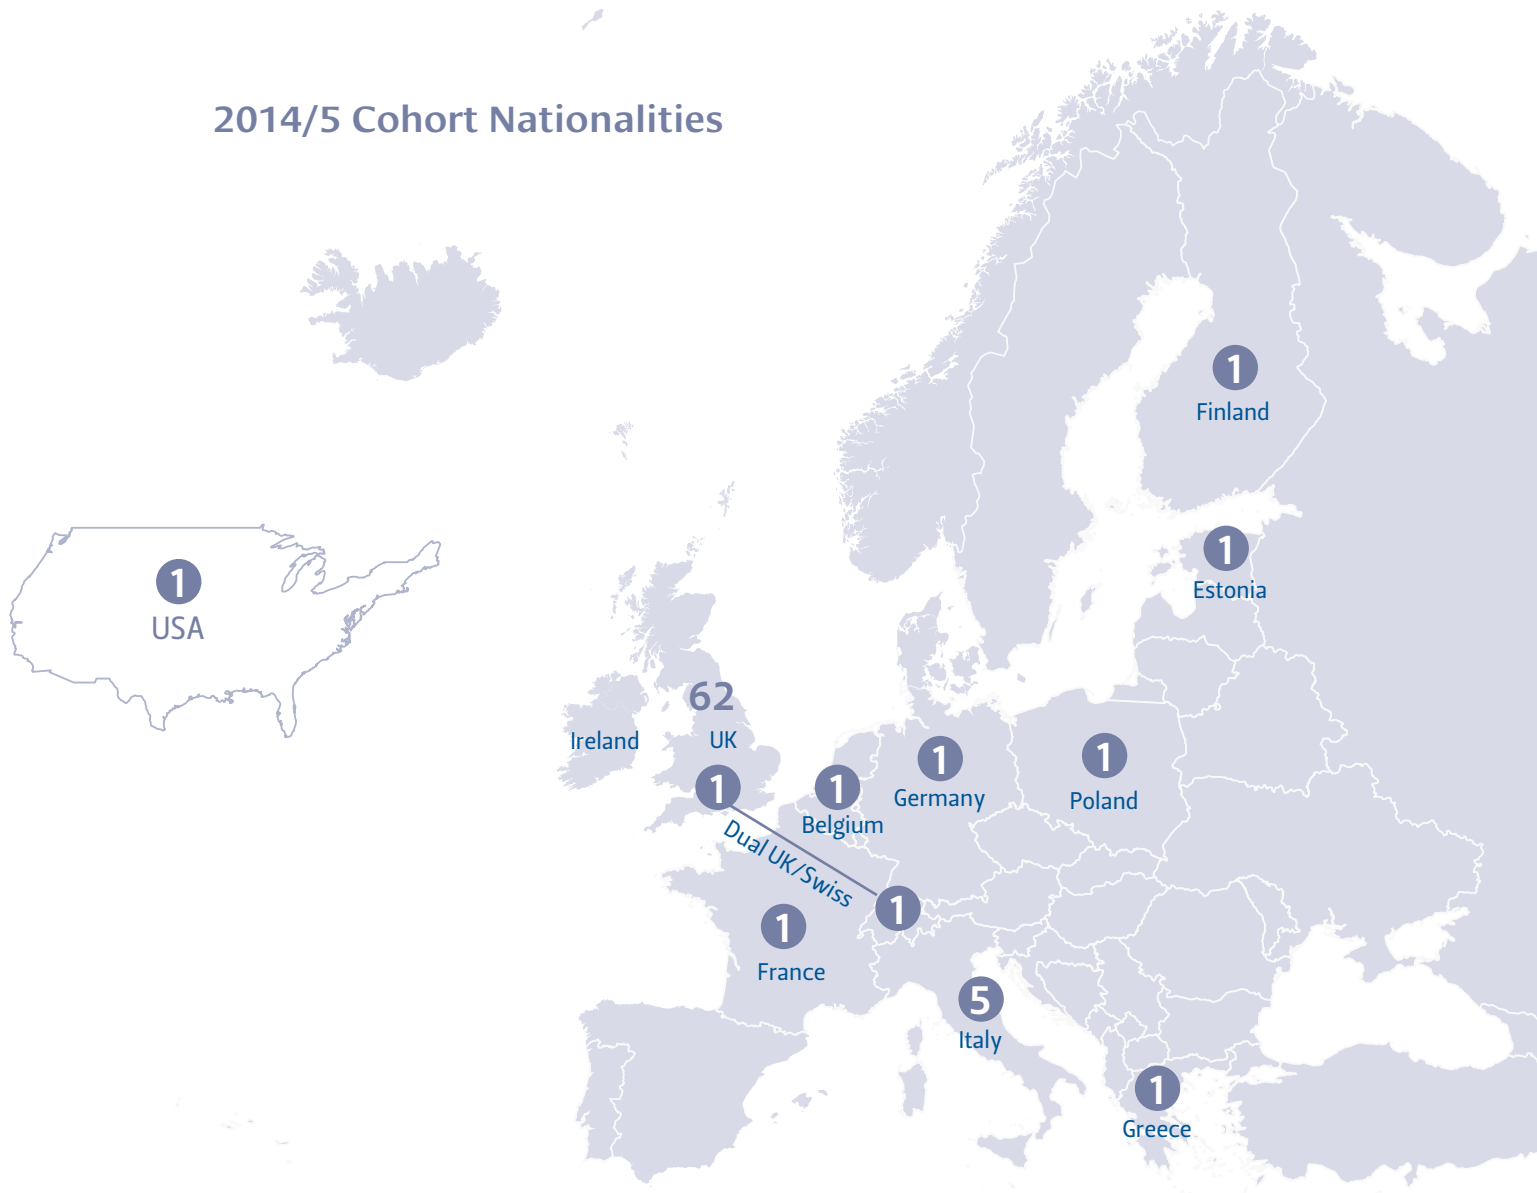 2014/5 Cohort Nationalities
1
Finland
1
Estonia
1
USA
62
UK
Ireland
1
Dual UK/Swiss
1
1
Belgium
1
Germany
1
Poland
1
France
5
Italy
1
Greece